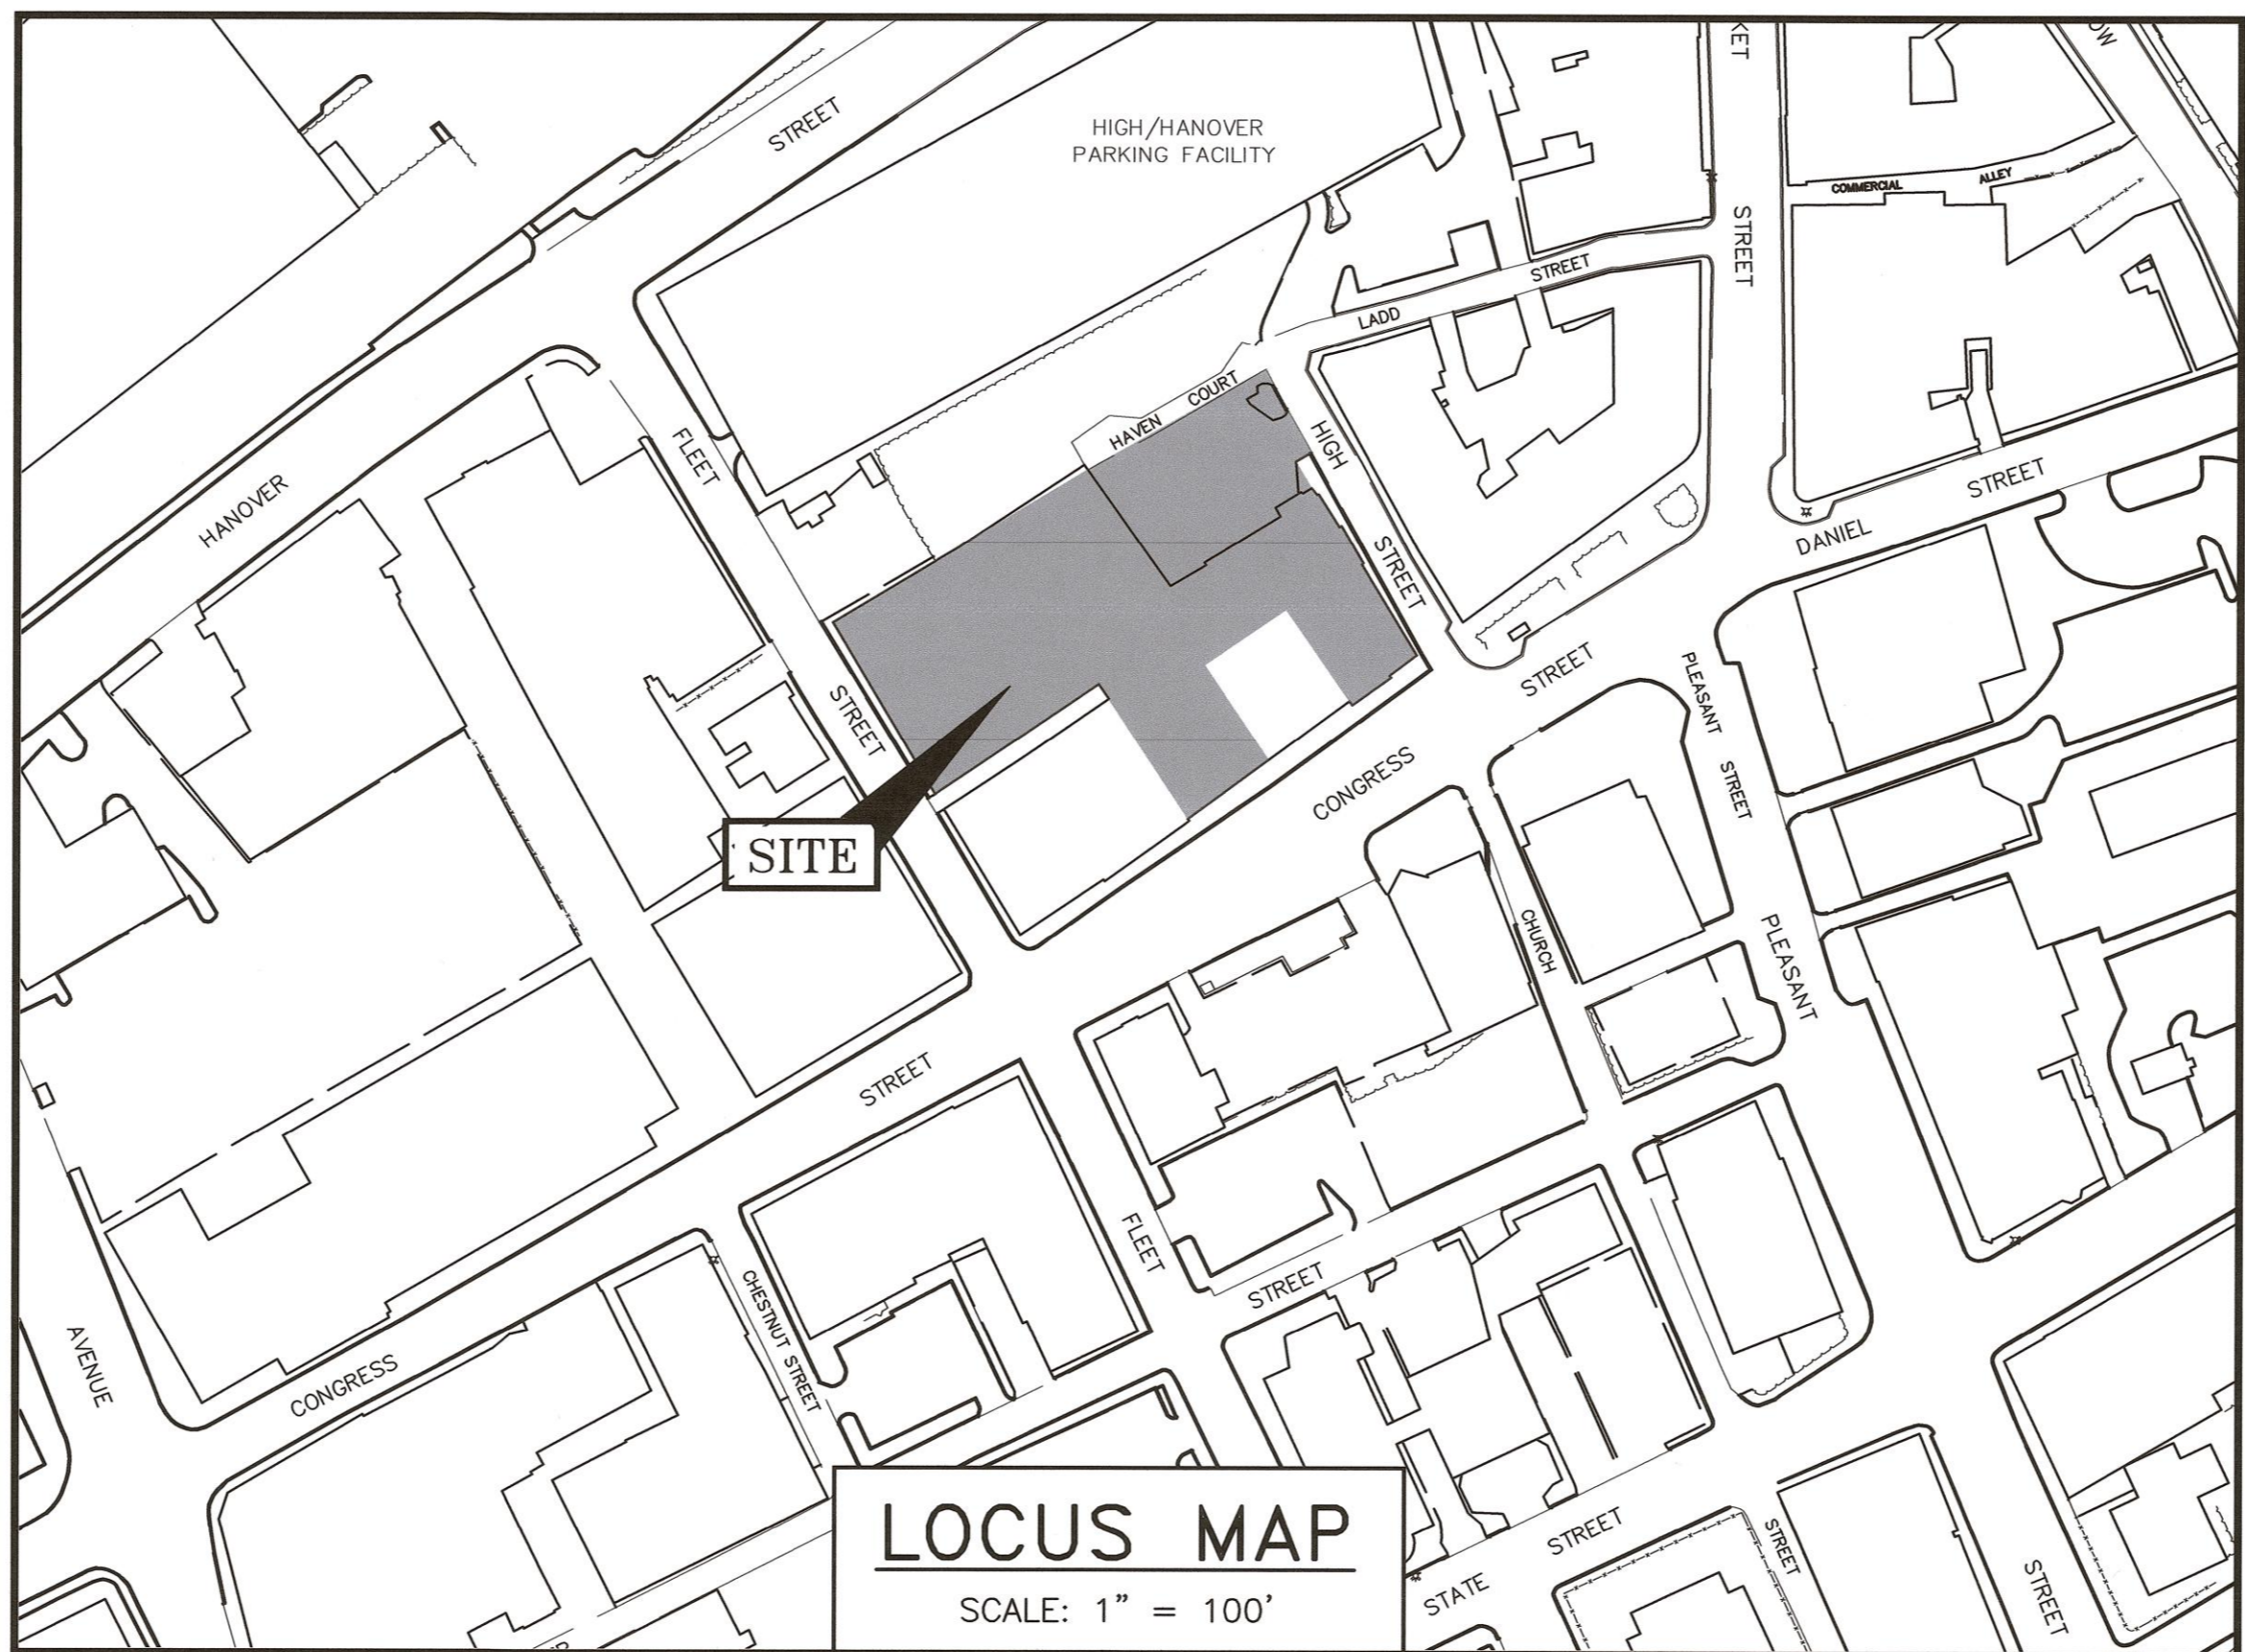 STREET
HIGH/HANOVER
PARKING FACILITY
COMMERCIAL
ALLEY
STREET
STREET
LADD
HAVEN
COURT
HIGH
STREET
FLEET
STREET
HANOVER
STREET
DANIEL
STREET
PLEASANT
STREET
CONGRESS
SITE
CHURCH
PLEASANT
STREET
FLEET
STREET
CHESTNUT STREET
AVENUE
CONGRESS
LOCUS MAP
SCALE: 1" = 100'
STREET
STATE
STREET
STREET